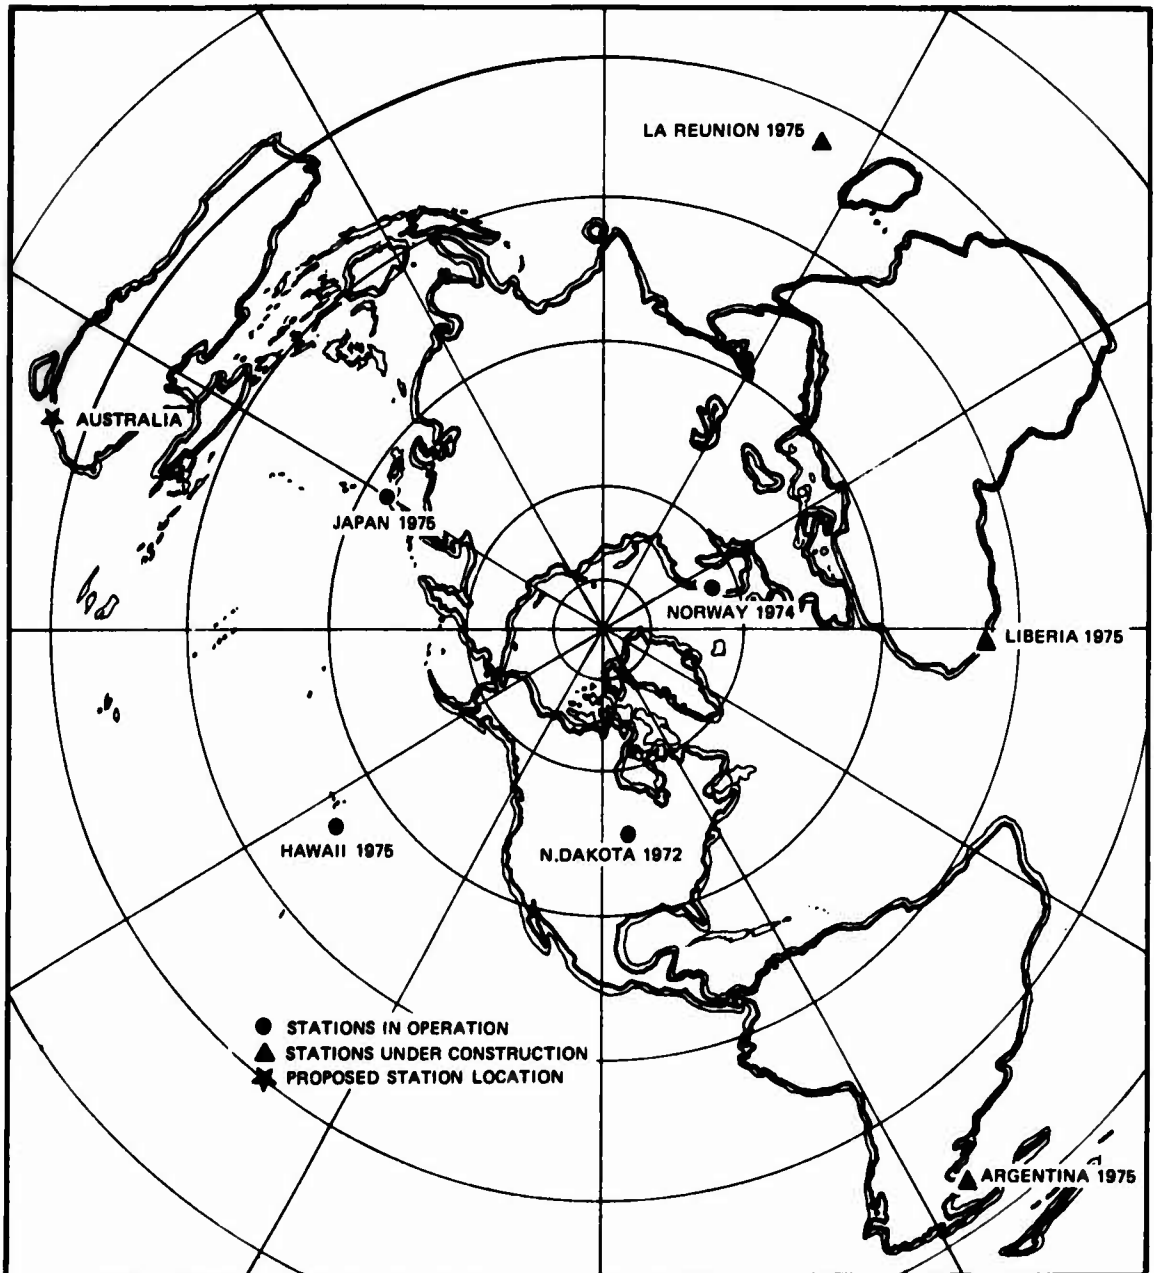 LA REUNION 1975
AUSTRALIA
JAPAN 1975
NORWAY 1974
LIBERIA 1975
HAWAII 1975
N.DAKOTA 1972
STATIONS IN OPERATION
STATIONS UNDER CONSTRUCTION
PROPOSED STATION LOCATION
ARGENTINA 1975